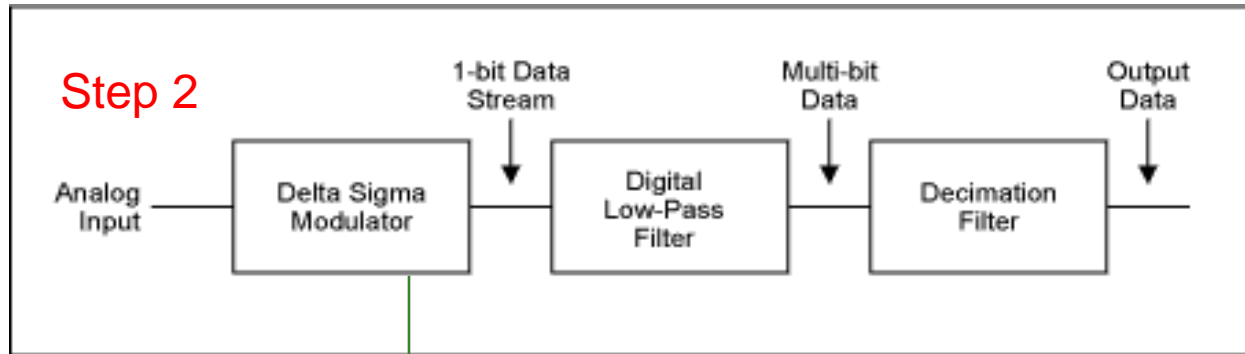 Step 2
1-bit Data
Stream
Multi-bit
Data
Output
Data
Analog
Input
Delta Sigma
Modulator
Digital
Low-Pass
Filter
Decimation
Filter